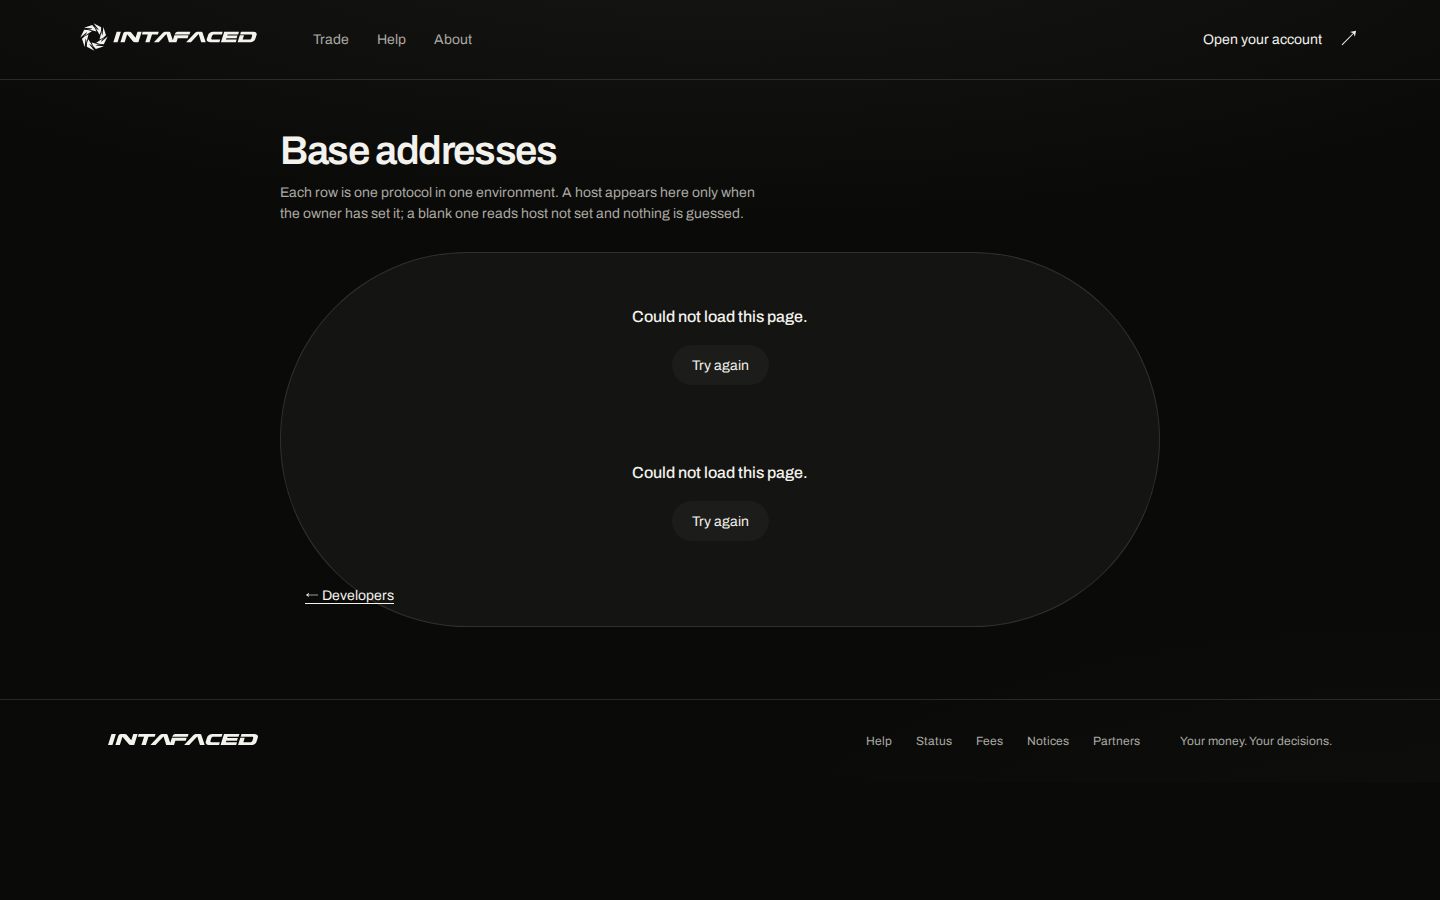 INTAFACED
Trade
Help
About
Open your account
Base addresses
Each row is one protocol in one environment. A host appears here only when
the owner has set it; a blank one reads host not set and nothing is guessed.
Could not load this page.
Try again
Could not load this page.
Try again
← Developers
INTAFACED
Help
Status
Fees
Notices
Partners
Your money. Your decisions.